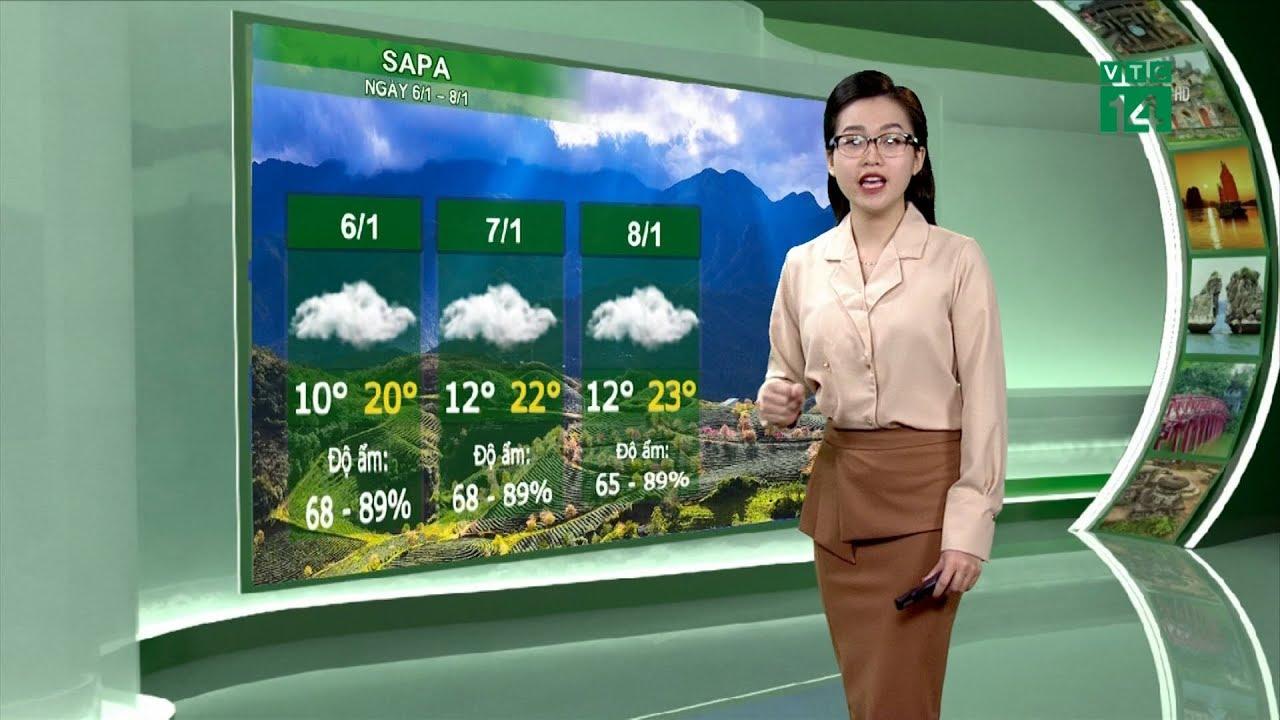 SAPA
NGÀY 6/1 – 8/1
6/1
10° 20°
Độ ẩm:
68 - 89%
7/1
12° 22°
Độ ẩm:
68 - 89%
8/1
12° 23°
Độ ẩm:
65 - 89%
VTC
14
HD